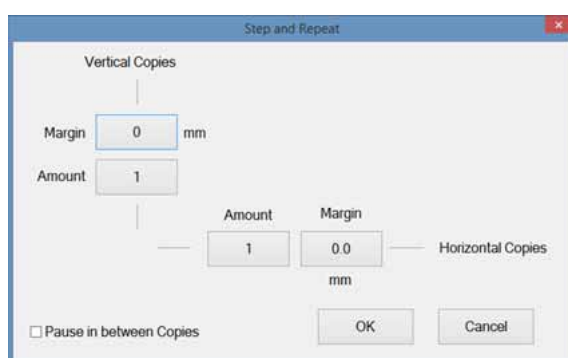 Step and Repeat
Vertical Copies
Margin 0 mm
Amount 1
Amount Margin
1 0.0 Horizontal Copies
mm
Pause in between Copies OK Cancel